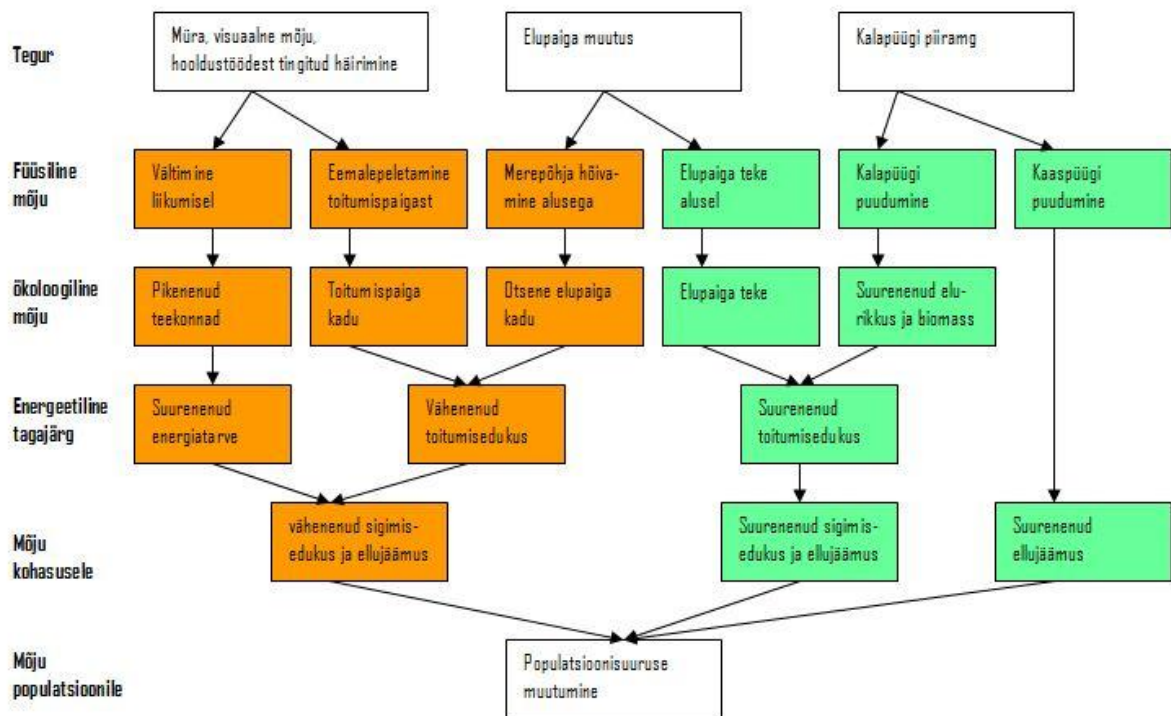 Tegur
Müra, visuaalne mõju,
hooldustöödest tingitud häirimine
Elupaiga muutus
Kalapüügi piiramg
Füüsiline
mõju
Vältimine
liikumisel
Eemalepeletamine
toitumispaigast
Merepõhja hõiva-
mine alusega
Elupaiga teke
alusel
Kalapüügi
puudumine
Kaaspüügi
puudumine
ökoloogiline
mõju
Pikenenud
teekonnad
Toitumispaiga
kadu
Otsene elupaiga
kadu
Elupaiga teke
Suurenenud elu-
rikkus ja biomass
Energeetiline
tagajärg
Suurenenud
energiatarve
Vähenenud
toitumisedukus
Suurenenud
toitumisedukus
Mõju
kohasusele
vähenenud sigimis-
edukus ja ellujäämus
Suurenenud sigimis-
edukus ja ellujäämus
Suurenenud
ellujäämus
Mõju
populatsioonile
Populatsioonisuuruse
muutumine